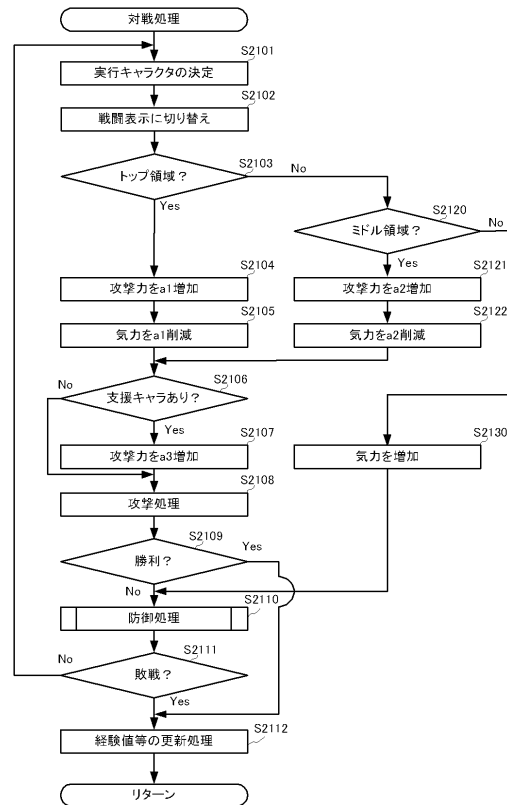 対戦処理
S2101
実行キャラクタの決定
S2102
戦闘表示に切り替え
S2103
トップ領域？
No
Yes
S2120
ミドル領域？
No
Yes
S2104
攻撃力をa1増加
S2121
攻撃力をa2増加
S2105
気力をa1削減
S2122
気力をa2削減
S2106
No
支援キャラあり？
Yes
S2107
攻撃力をa3増加
S2130
気力を増加
S2108
攻撃処理
S2109
勝利？
Yes
No
S2110
防御処理
S2111
No
敗戦？
Yes
S2112
経験値等の更新処理
リターン